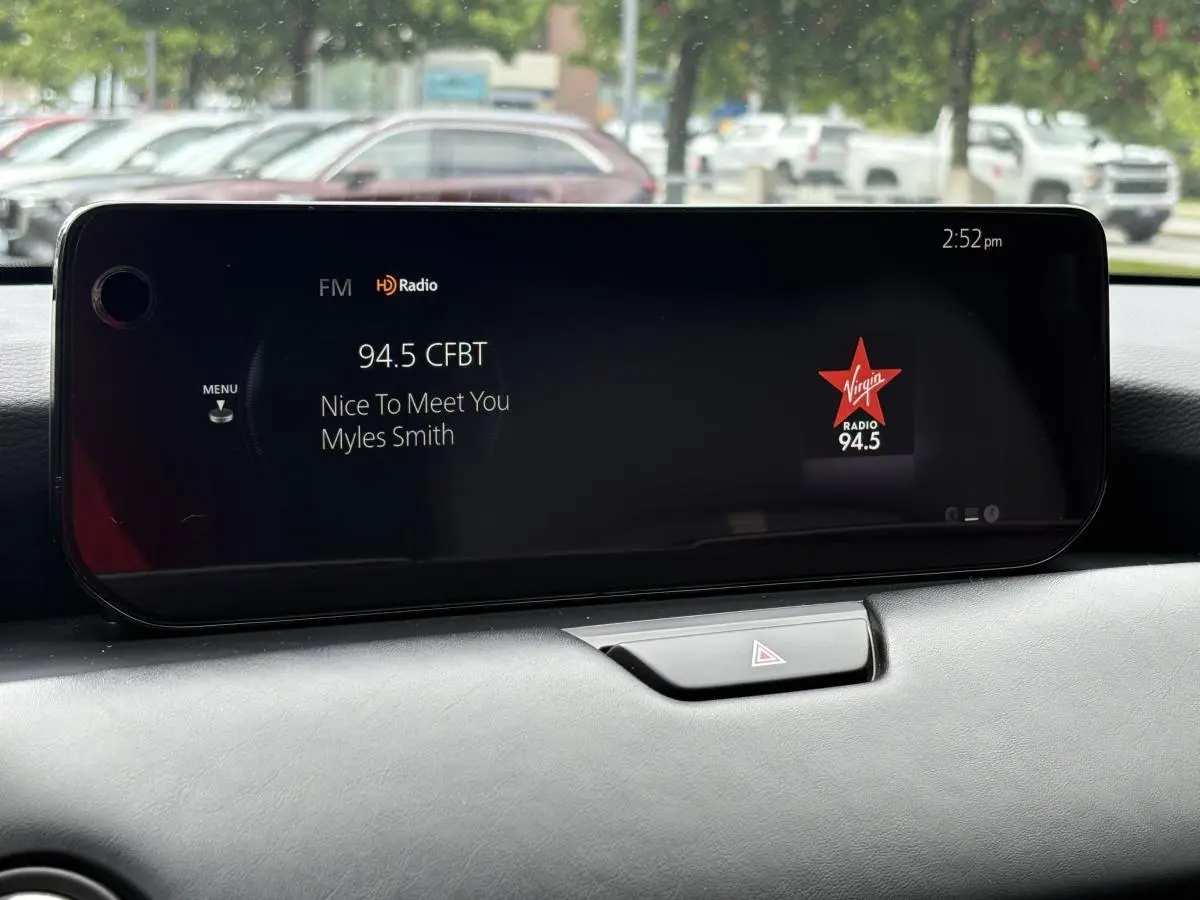 2:52pm
FM HD Radio
94.5 CFBT
MENU
Nice To Meet You
Myles Smith
Virgin
RADIO
94.5